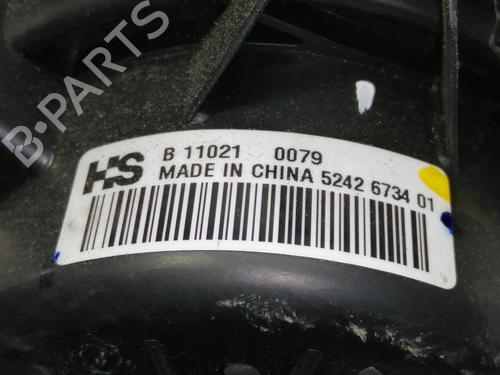 B-PARTS
HS
B 11021 0079
MADE IN CHINA 5242 6734 01